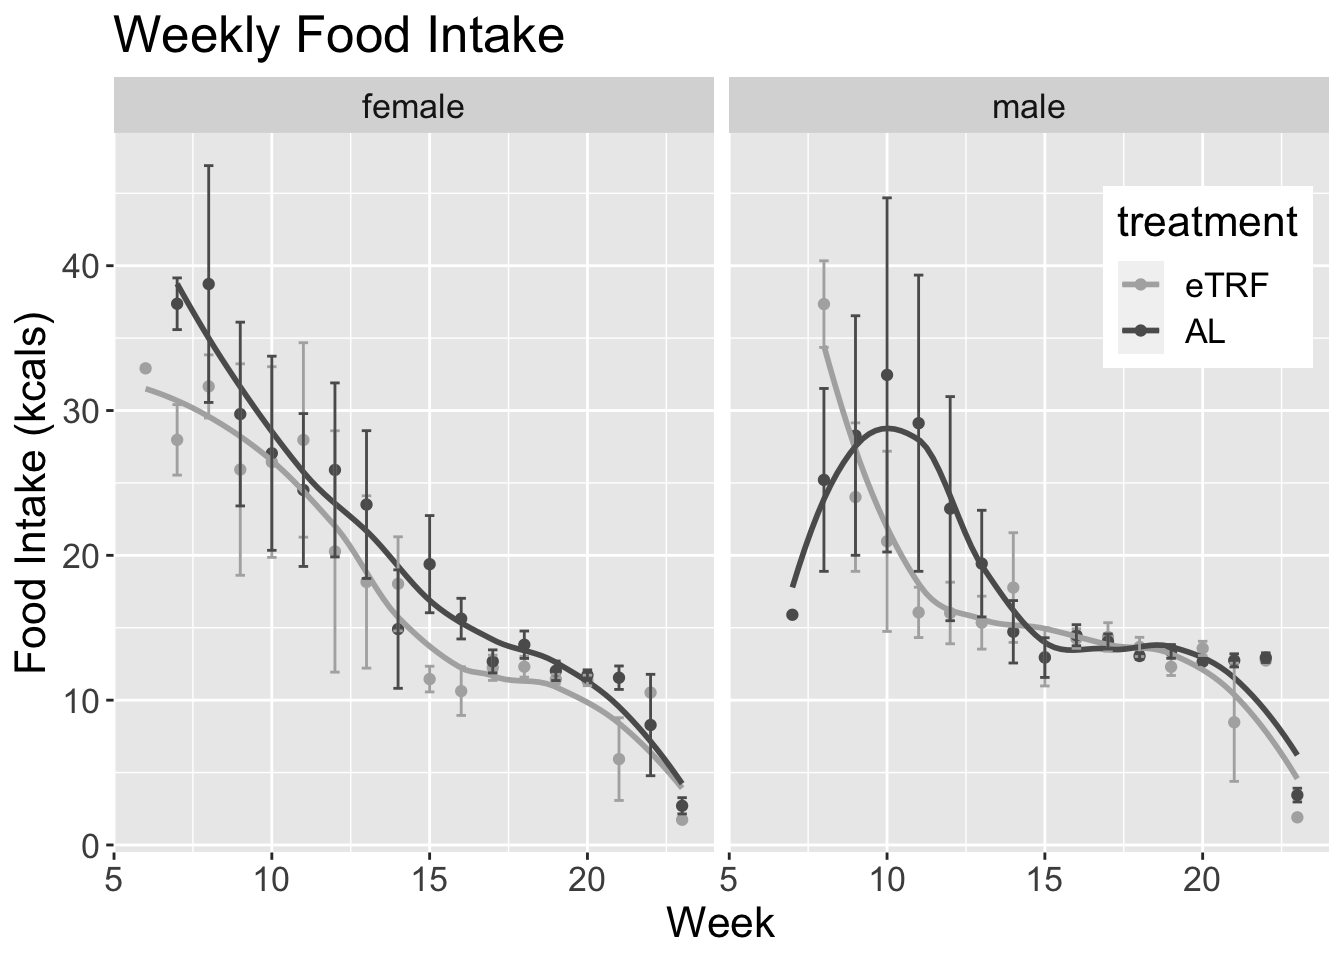 Weekly Food Intake
female
male
treatment
eTRF
AL
Food Intake (kcals)
40
30
20
10
0
5 10 15 20
5 10 15 20
Week